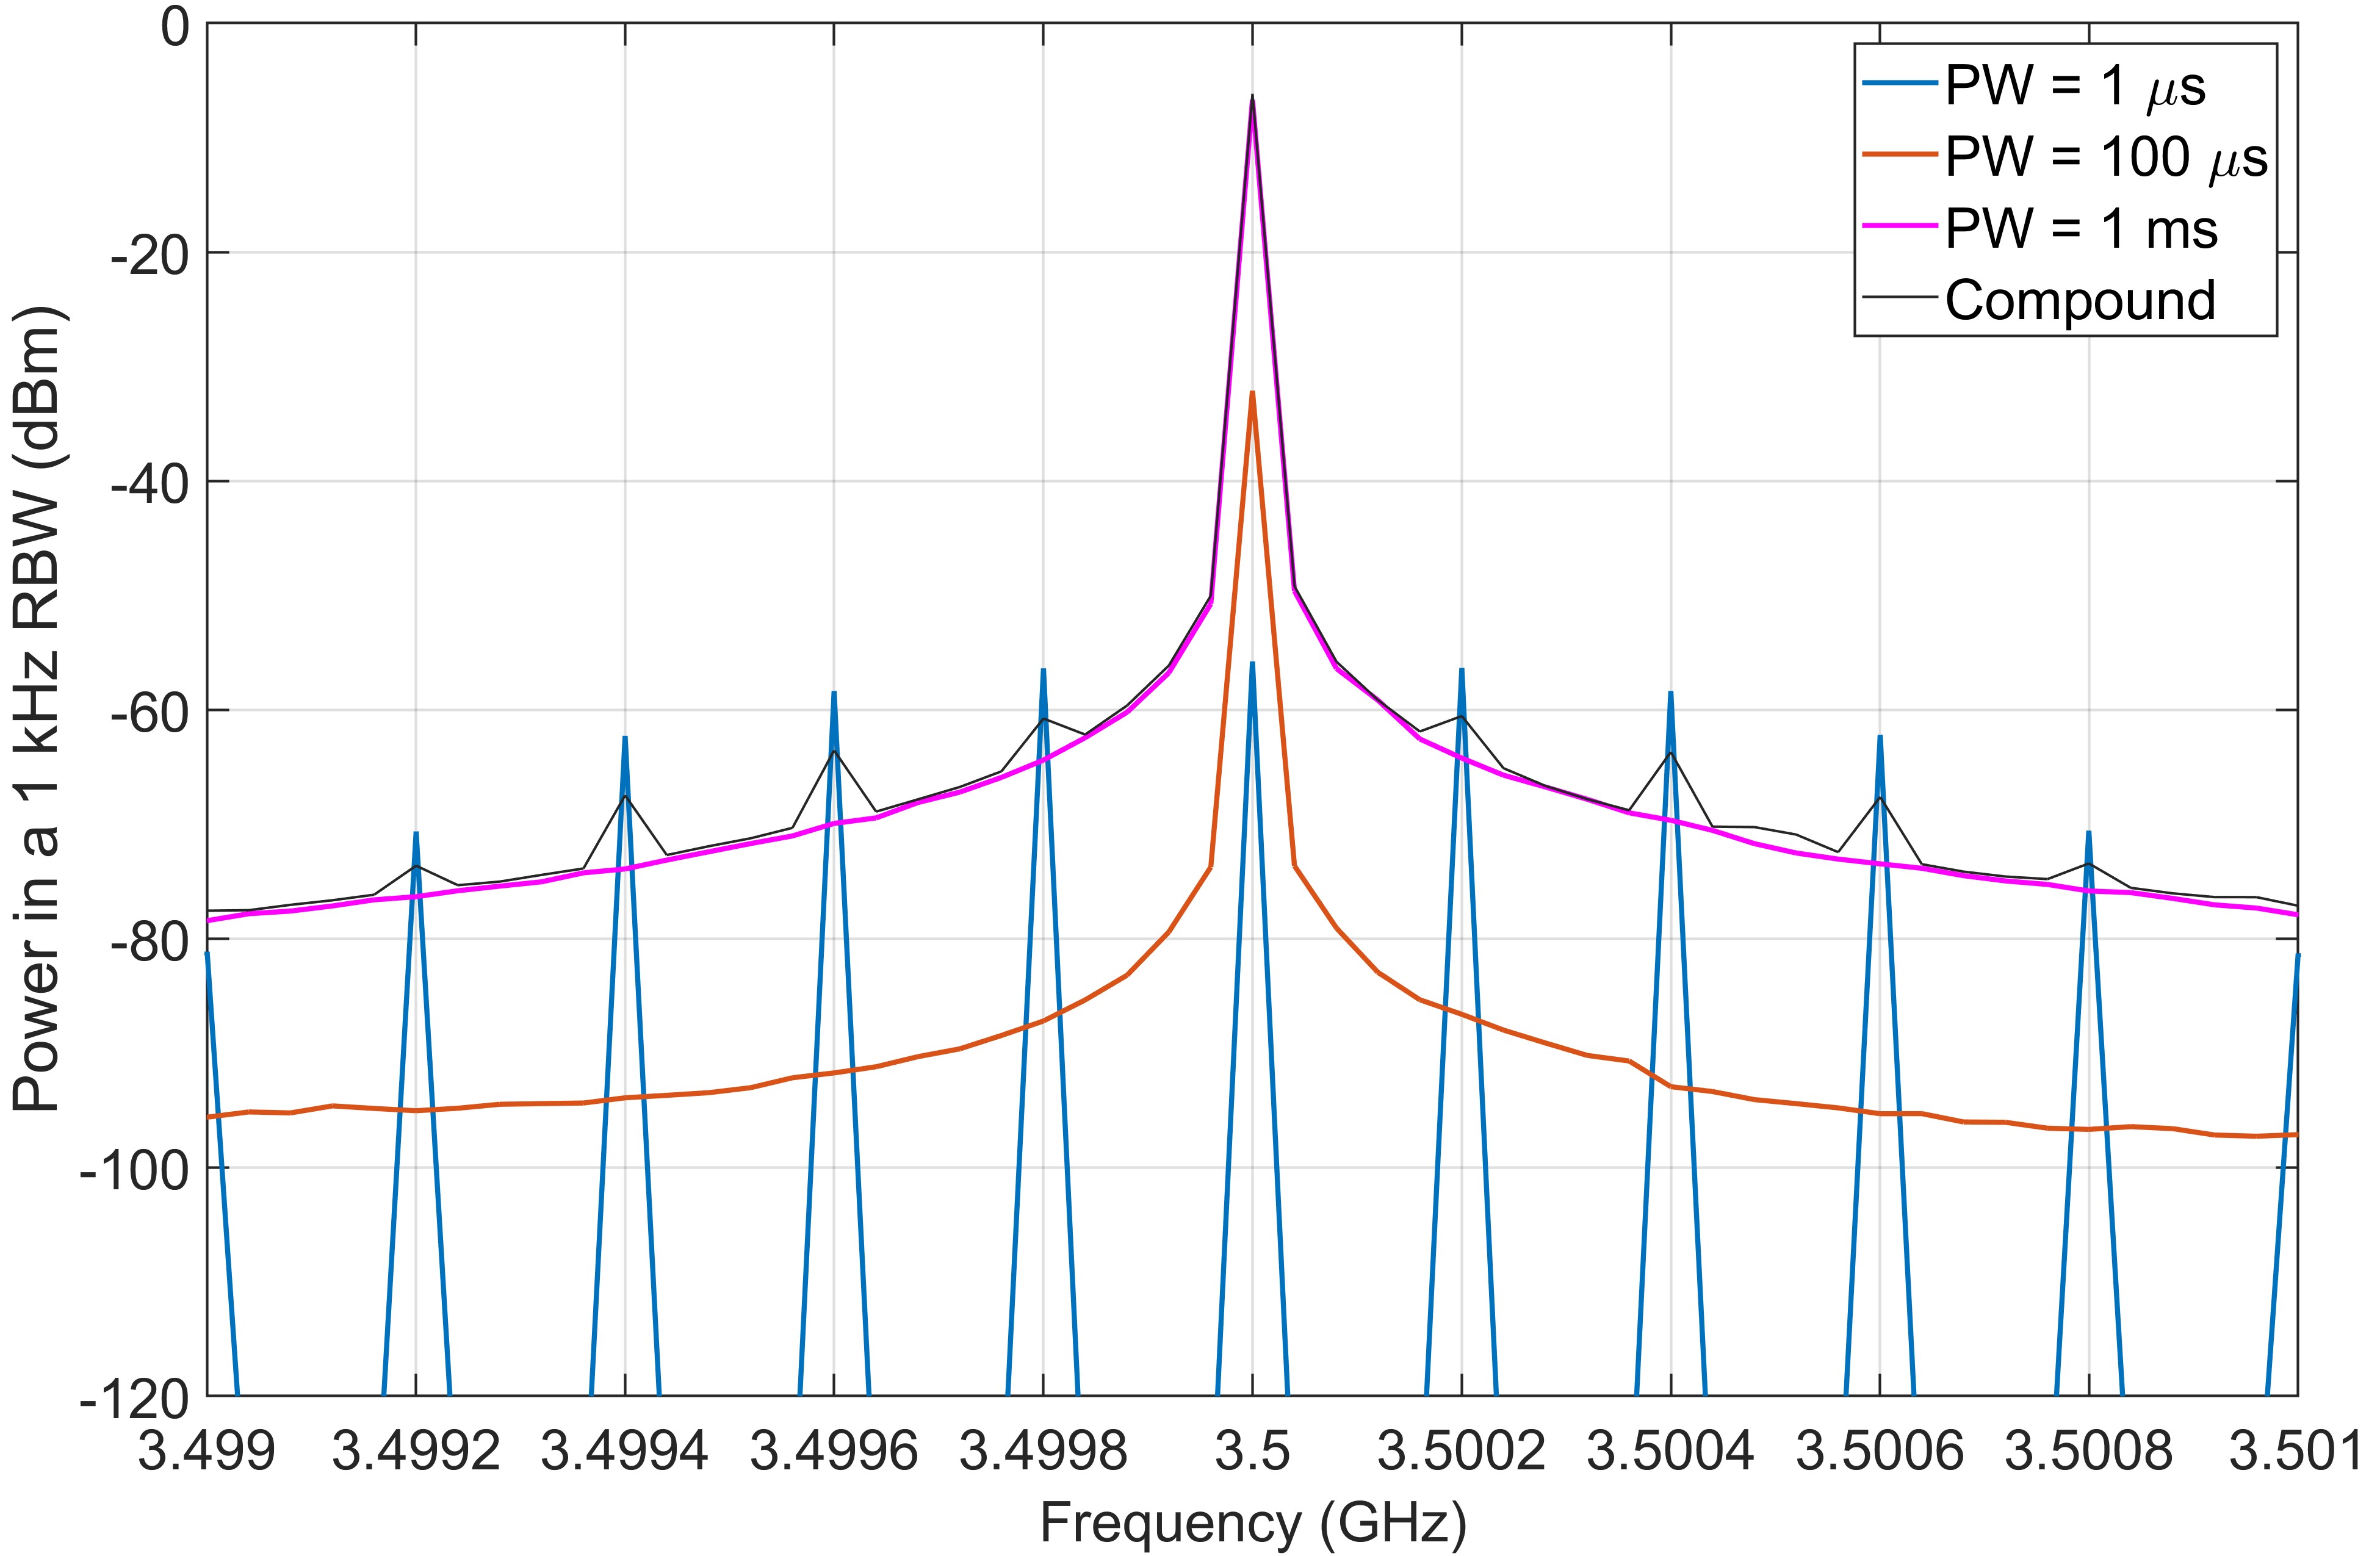 0
-20
-40
-60
-80
-100
-120
Power in a 1 kHz RBW (dBm)
PW = 1 μs
PW = 100 μs
PW = 1 ms
Compound
3.499 3.4992 3.4994 3.4996 3.4998 3.5 3.5002 3.5004 3.5006 3.5008 3.501
Frequency (GHz)